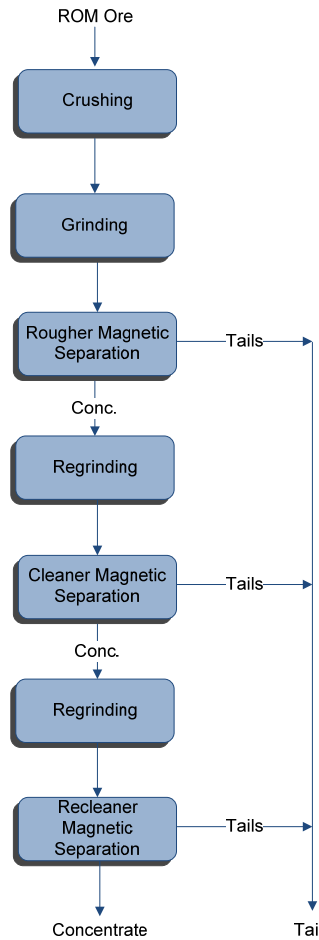 ROM Ore
Crushing
Grinding
Rougher Magnetic
Separation
Tails
Conc.
Regrinding
Cleaner Magnetic
Separation
Tails
Conc.
Regrinding
Recleaner
Magnetic
Separation
Tails
Concentrate
Tai